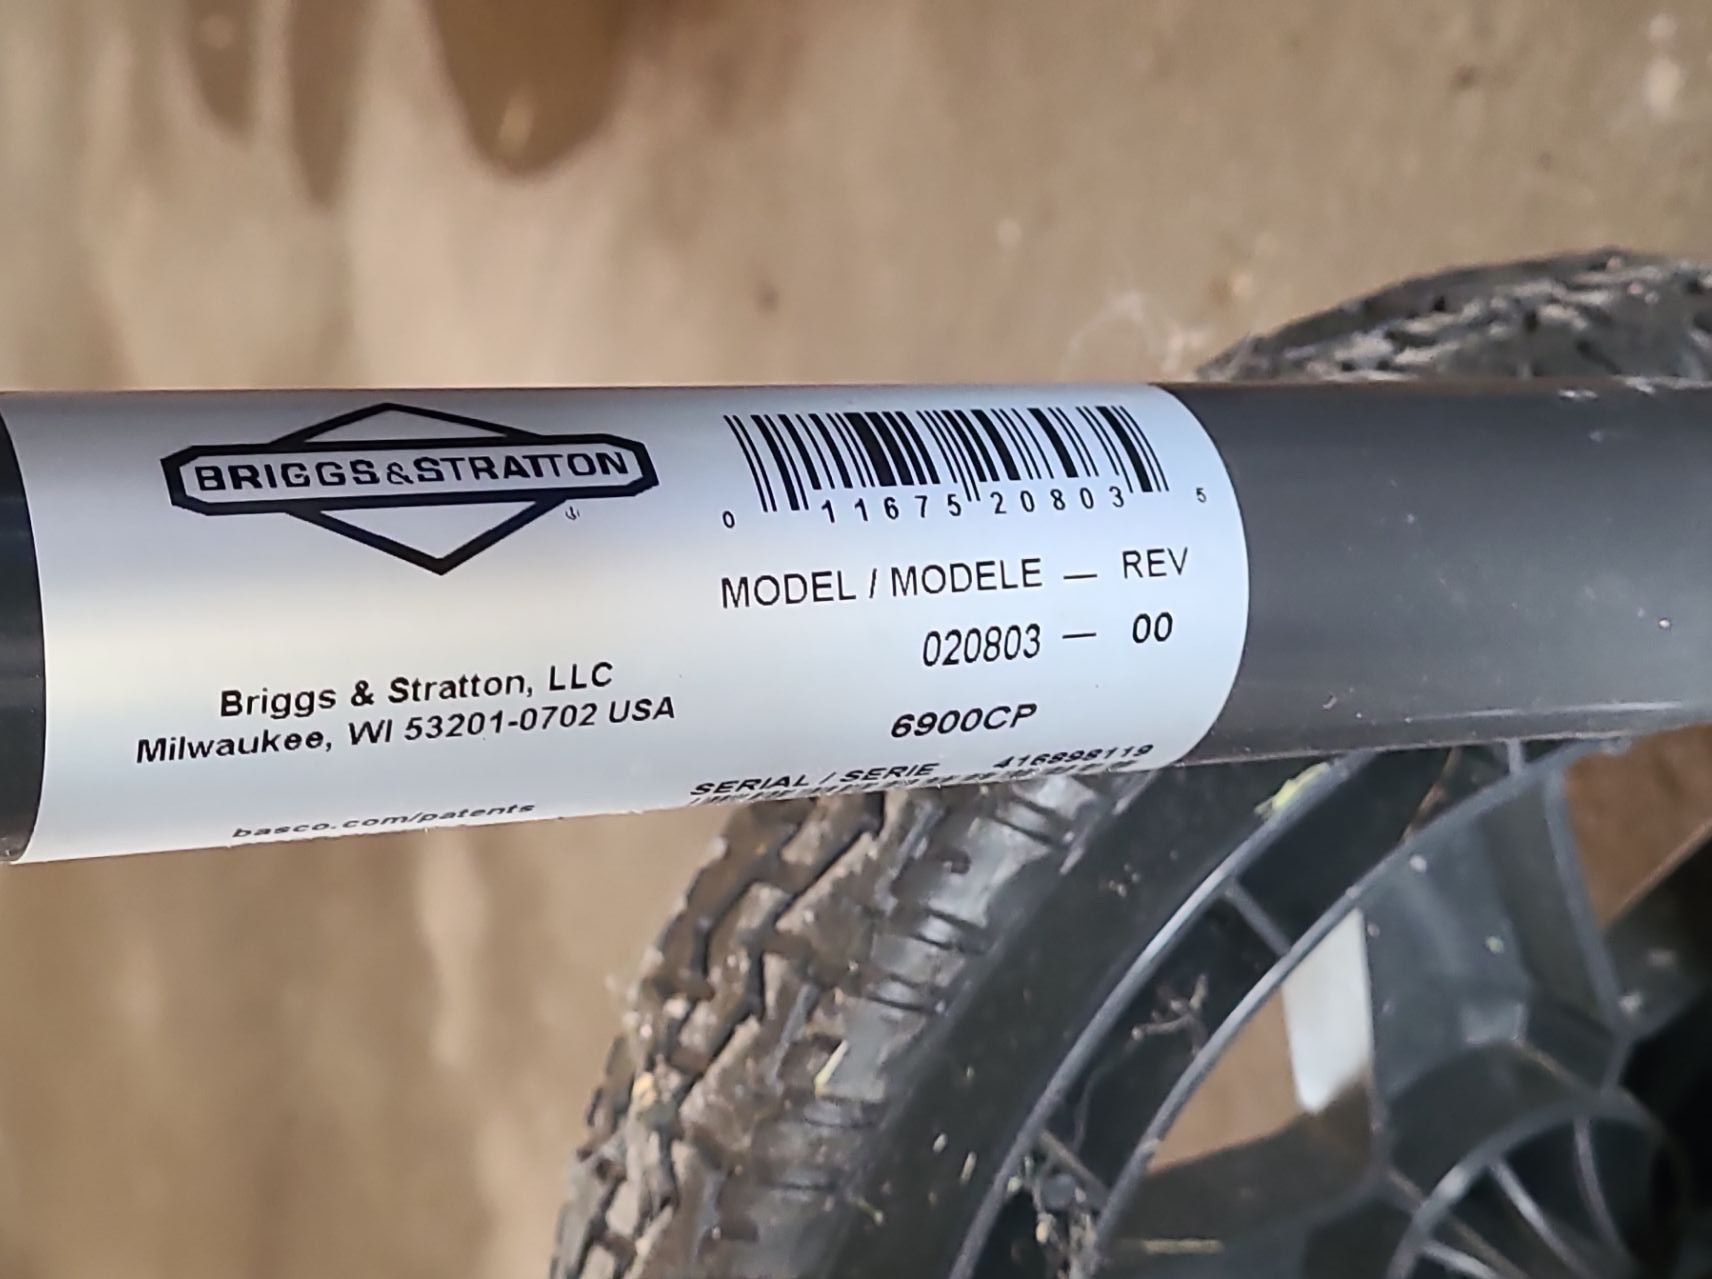 BRIGGS&STRATTON
Briggs & Stratton, LLC
Milwaukee, WI 53201-0702 USA
basco.com/patents
0 11675 20803 5
MODEL / MODELE — REV
020803 — 00
6900CP
SERIAL / SERIE